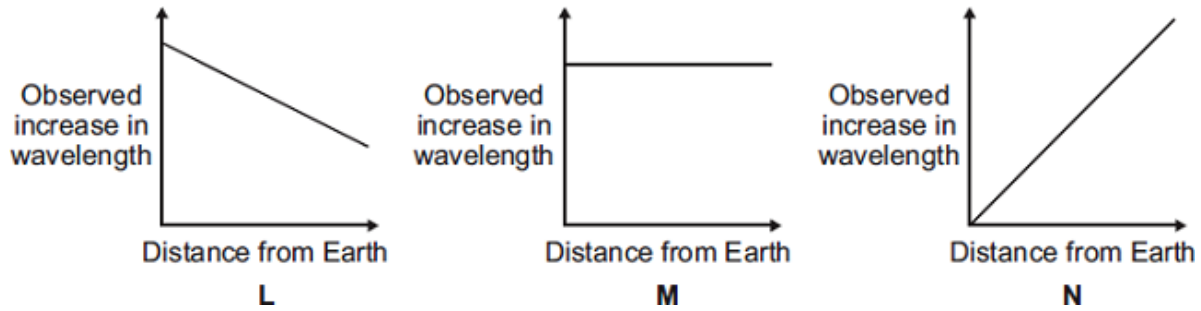 Observed
increase in
wavelength
Distance from Earth
L
Observed
increase in
wavelength
Distance from Earth
M
Observed
increase in
wavelength
Distance from Earth
N